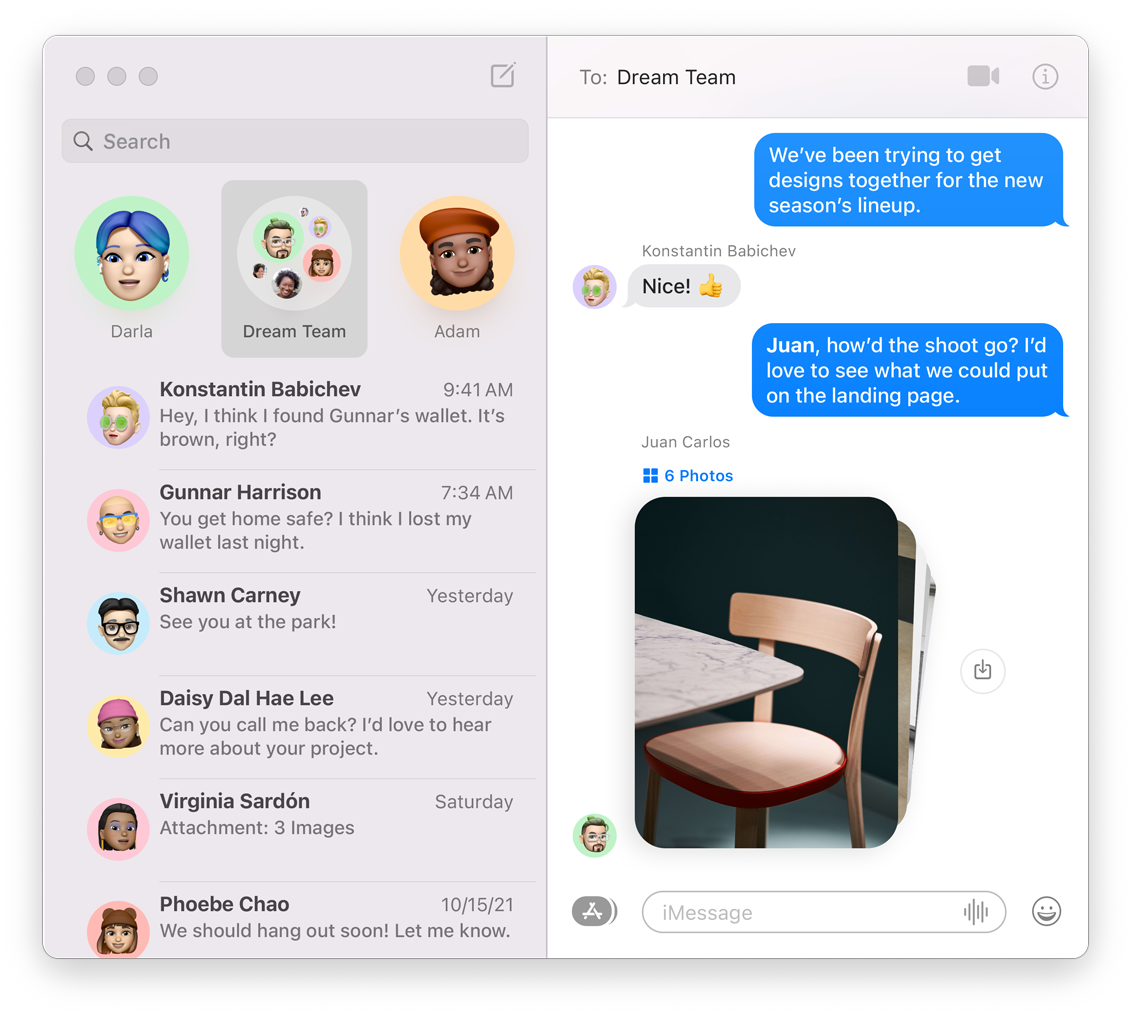 Search
Darla
Dream Team
Adam
Konstantin Babichev
9:41 AM
Hey, I think I found Gunnar’s wallet. It’s
brown, right?
Gunnar Harrison
7:34 AM
You get home safe? I think I lost my
wallet last night.
Shawn Carney
Yesterday
See you at the park!
Daisy Dal Hae Lee
Yesterday
Can you call me back? I’d love to hear
more about your project.
Virginia Sardón
Saturday
Attachment: 3 Images
Phoebe Chao
10/15/21
We should hang out soon! Let me know.
To: Dream Team
We’ve been trying to get
designs together for the new
season’s lineup.
Konstantin Babichev
Nice! 👍
Juan, how’d the shoot go? I’d
love to see what we could put
on the landing page.
Juan Carlos
6 Photos
iMessage